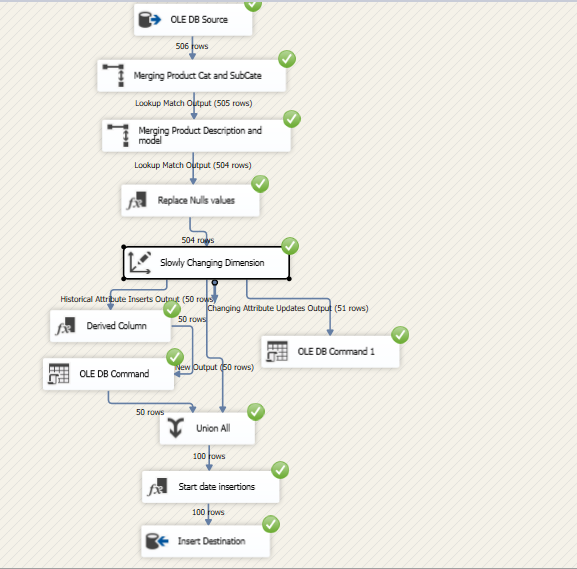 OLE DB Source
506 rows
Merging Product Cat and SubCate
Lookup Match Output (505 rows)
Merging Product Description and
model
Lookup Match Output (504 rows)
Replace Nulls values
504 rows
Slowly Changing Dimension
Historical Attribute Inserts Output (50 rows)
Changing Attribute Updates Output (51 rows)
Derived Column
50 rows
OLE DB Command 1
New Output (50 rows)
OLE DB Command
50 rows
Union All
100 rows
Start date insertions
100 rows
Insert Destination